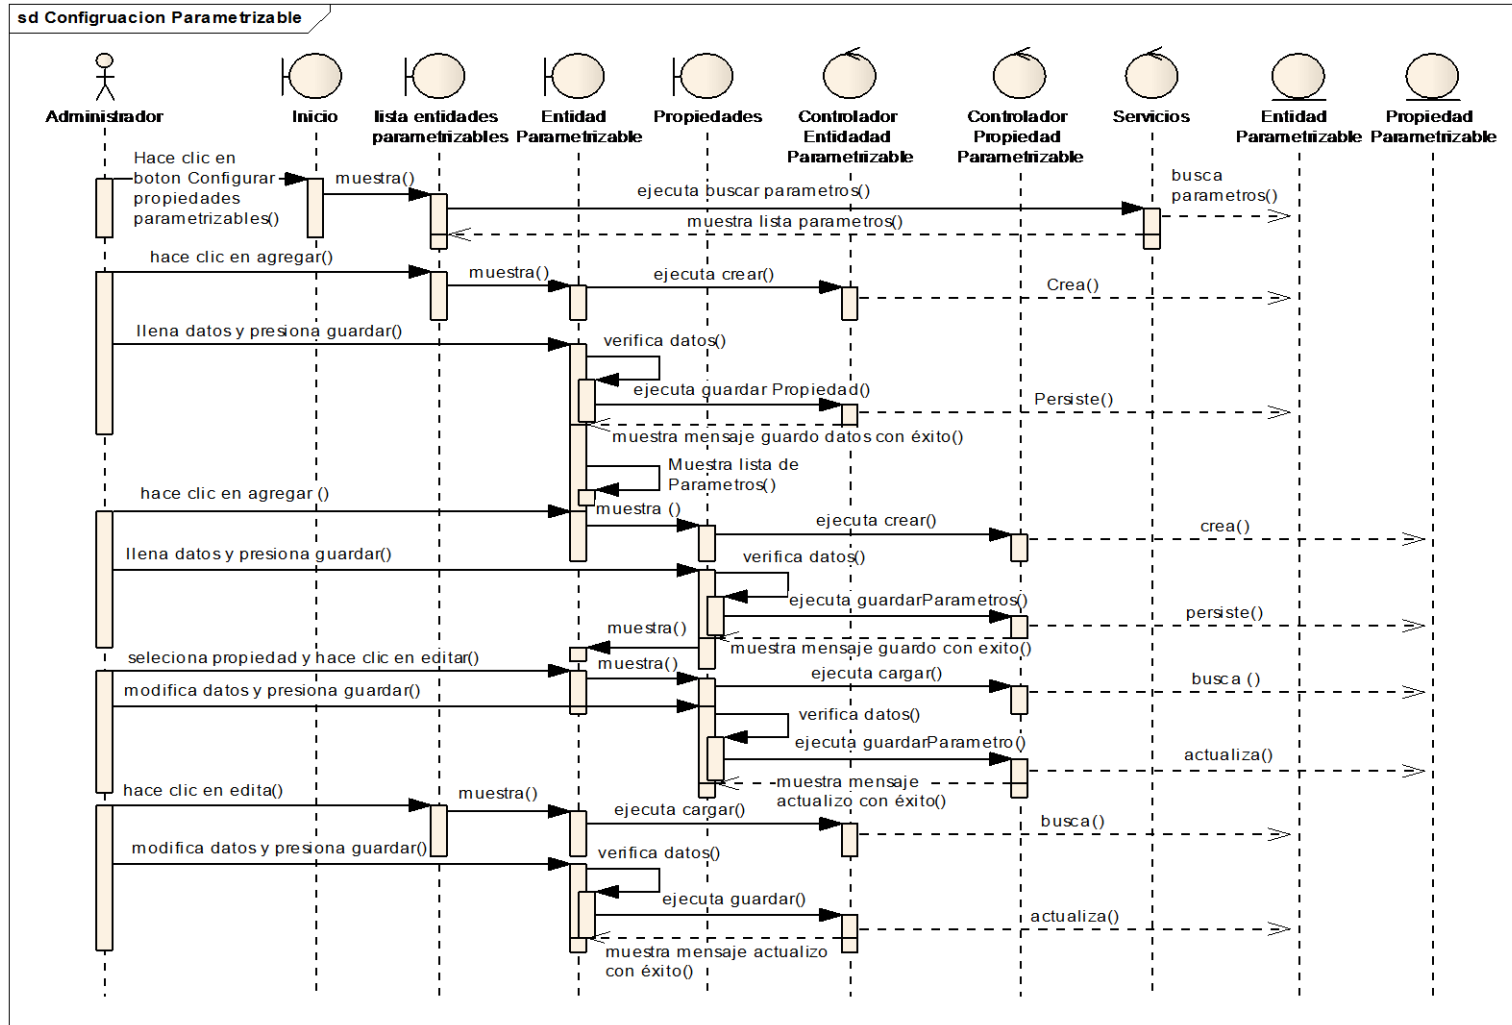 sd Configruacion Parametrizable
Administrador
Inicio
lista entidades
parametrizables
Entidad
Parametrizable
Propiedades
Controlador
Entidadad
Parametrizable
Controlador
Propiedad
Parametrizable
Servicios
Entidad
Parametrizable
Propiedad
Parametrizable
Hace clic en
boton Configurar
propiedades
parametrizables()
muestra()
ejecuta buscar parametros()
busca
parametros()
muestra lista parametros()
hace clic en agregar()
muestra()
ejecuta crear()
Crea()
llena datos y presiona guardar()
verifica datos()
ejecuta guardar Propiedad()
Persiste()
muestra mensaje guardo datos con éxito()
Muestra lista de
Parametros()
hace clic en agregar ()
muestra ()
ejecuta crear()
crea()
llena datos y presiona guardar()
verifica datos()
ejecuta guardarParametros()
persiste()
muestra()
muestra mensaje guardo con exito()
seleciona propiedad y hace clic en editar()
muestra()
ejecuta cargar()
busca ()
modifica datos y presiona guardar()
verifica datos()
ejecuta guardarParametro()
actualiza()
muestra mensaje
actualizo con éxito()
hace clic en edita()
muestra()
ejecuta cargar()
busca()
modifica datos y presiona guardar()
verifica datos()
ejecuta guardar()
actualiza()
muestra mensaje actualizo
con éxito()